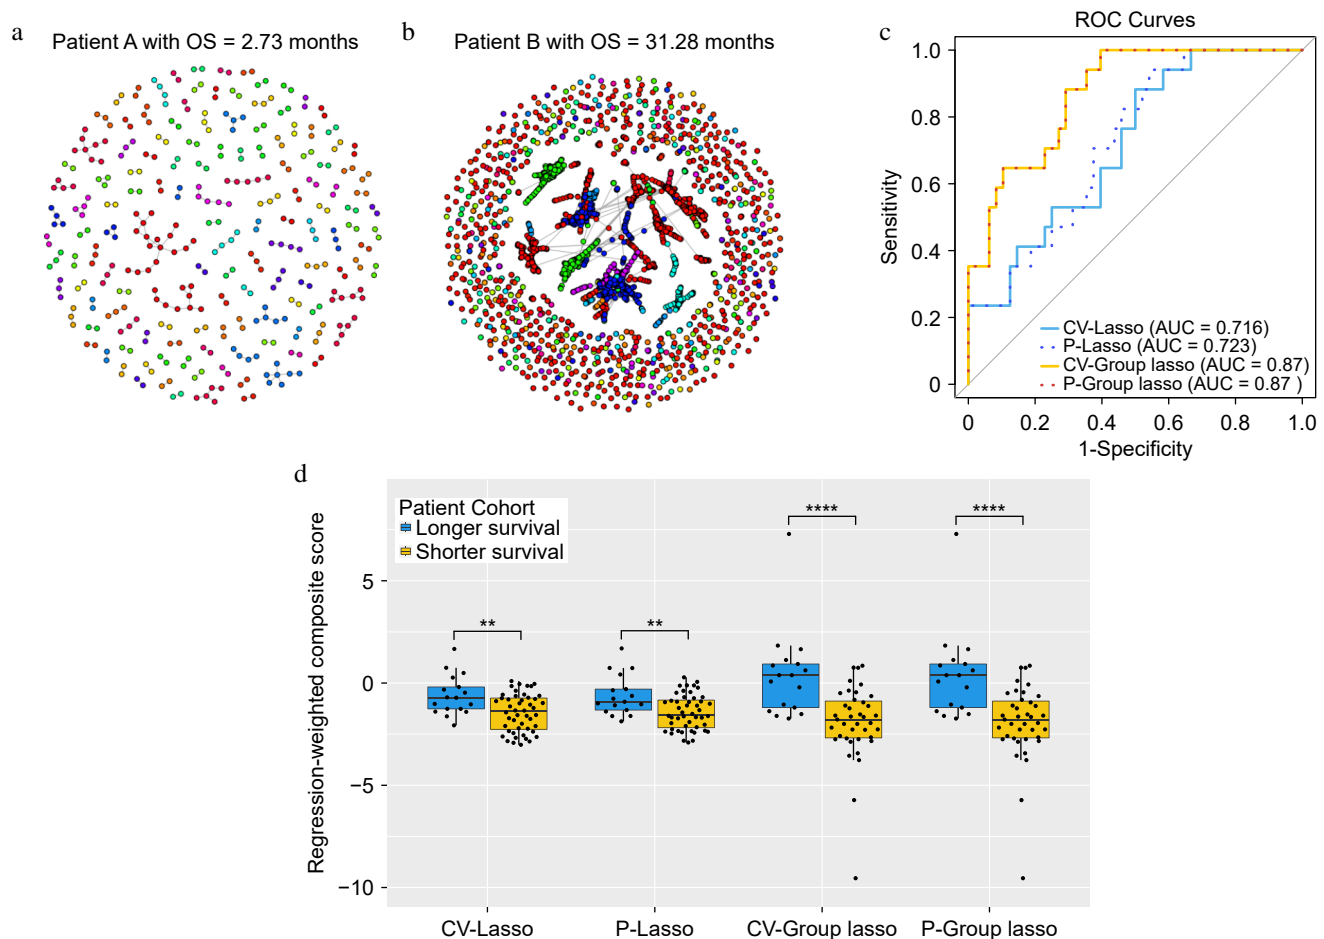 a
Patient A with OS = 2.73 months
b
Patient B with OS = 31.28 months
c
ROC Curves
Sensitivity
1.0
0.8
0.6
0.4
0.2
0
CV-Lasso (AUC = 0.716)
P-Lasso (AUC = 0.723)
CV-Group lasso (AUC = 0.87)
P-Group lasso (AUC = 0.87 )
0 0.2 0.4 0.6 0.8 1.0
1-Specificity
d
Regression-weighted composite score
Patient Cohort
Longer survival
Shorter survival
**
**
****
****
5
0
−5
−10
CV-Lasso P-Lasso CV-Group lasso P-Group lasso